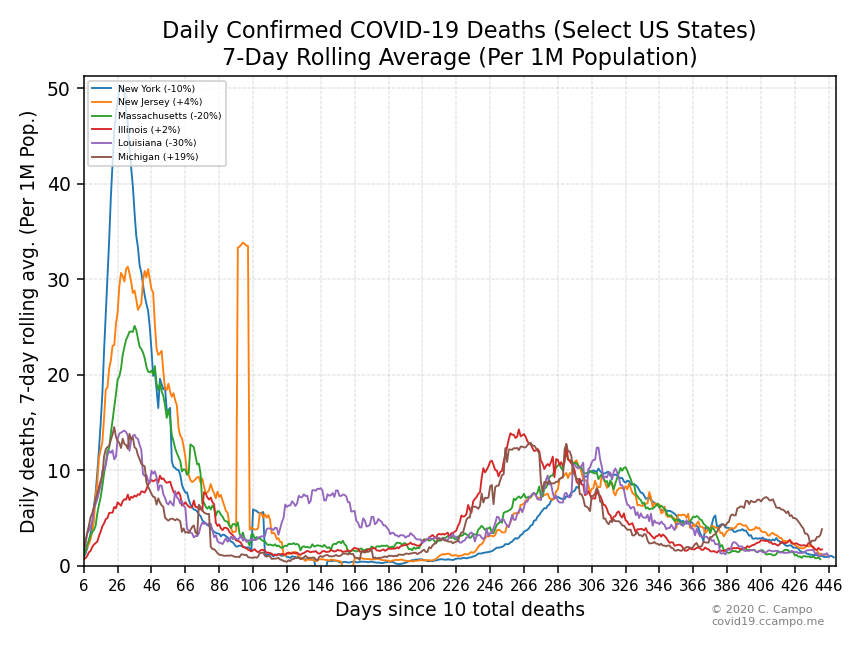 Daily Confirmed COVID-19 Deaths (Select US States)
7-Day Rolling Average (Per 1M Population)
Daily deaths, 7-day rolling avg. (Per 1M Pop.)
50
40
30
20
10
0
New York (-10%)
New Jersey (+4%)
Massachusetts (-20%)
Illinois (+2%)
Louisiana (-30%)
Michigan (+19%)
6 26 46 66 86 106 126 146 166 186 206 226 246 266 286 306 326 346 366 386 406 426 446
Days since 10 total deaths
© 2020 C. Campo
covid19.ccampo.me